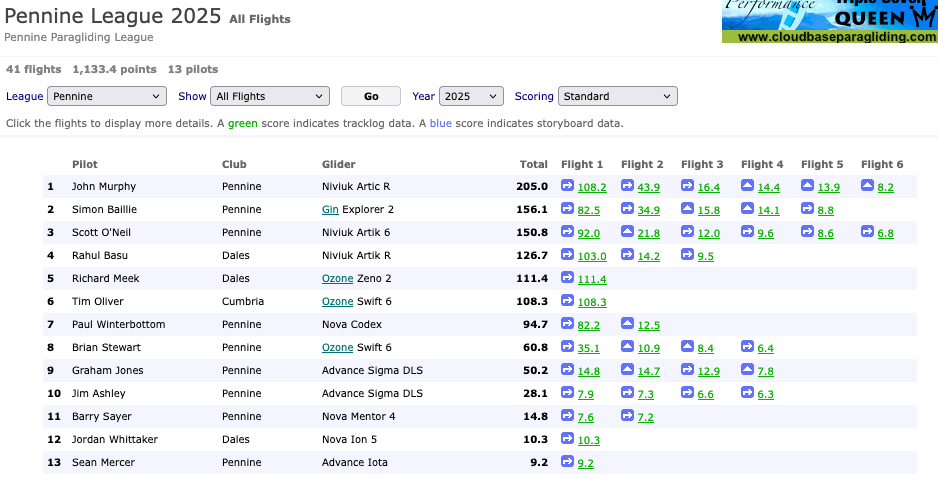 Pennine League 2025 All Flights
Pennine Paragliding League
Performance
QUEEN
www.cloudbaseparagliding.com
41 flights 1,133.4 points 13 pilots
League Pennine Show All Flights Go Year 2025 Scoring Standard
Click the flights to display more details. A green score indicates tracklog data. A blue score indicates storyboard data.
Pilot Club Glider Total Flight 1 Flight 2 Flight 3 Flight 4 Flight 5 Flight 6
1 John Murphy Pennine Niviuk Artic R 205.0 108.2 43.9 16.4 14.4 13.9 8.2
2 Simon Baillie Pennine Gin Explorer 2 156.1 82.5 34.9 15.8 14.1 8.8
3 Scott O'Neil Pennine Niviuk Artik 6 150.8 92.0 21.8 12.0 9.6 8.6 6.8
4 Rahul Basu Dales Niviuk Artik R 126.7 103.0 14.2 9.5
5 Richard Meek Dales Ozone Zeno 2 111.4 111.4
6 Tim Oliver Cumbria Ozone Swift 6 108.3 108.3
7 Paul Winterbottom Pennine Nova Codex 94.7 82.2 12.5
8 Brian Stewart Pennine Ozone Swift 6 60.8 35.1 10.9 8.4 6.4
9 Graham Jones Pennine Advance Sigma DLS 50.2 14.8 14.7 12.9 7.8
10 Jim Ashley Pennine Advance Sigma DLS 28.1 7.9 7.3 6.6 6.3
11 Barry Sayer Pennine Nova Mentor 4 14.8 7.6 7.2
12 Jordan Whittaker Dales Nova Ion 5 10.3 10.3
13 Sean Mercer Pennine Advance Iota 9.2 9.2